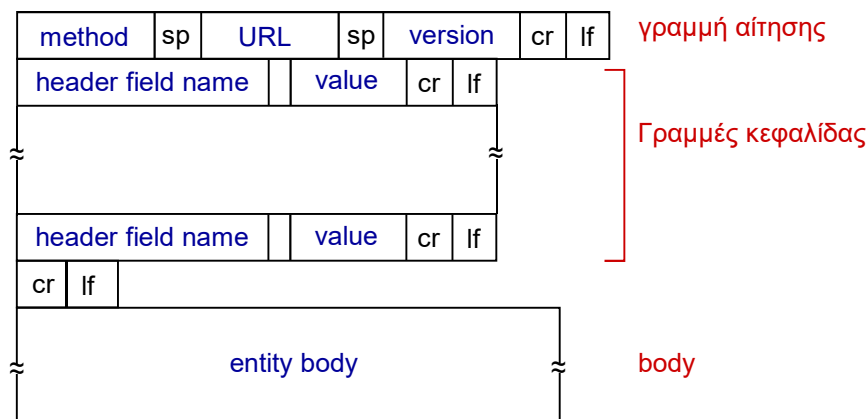 method sp URL sp version cr lf γραμμή αίτησης
header field name value cr lf
Γραμμές κεφαλίδας
≈ ≈
header field name value cr lf
cr lf
≈ entity body ≈ body